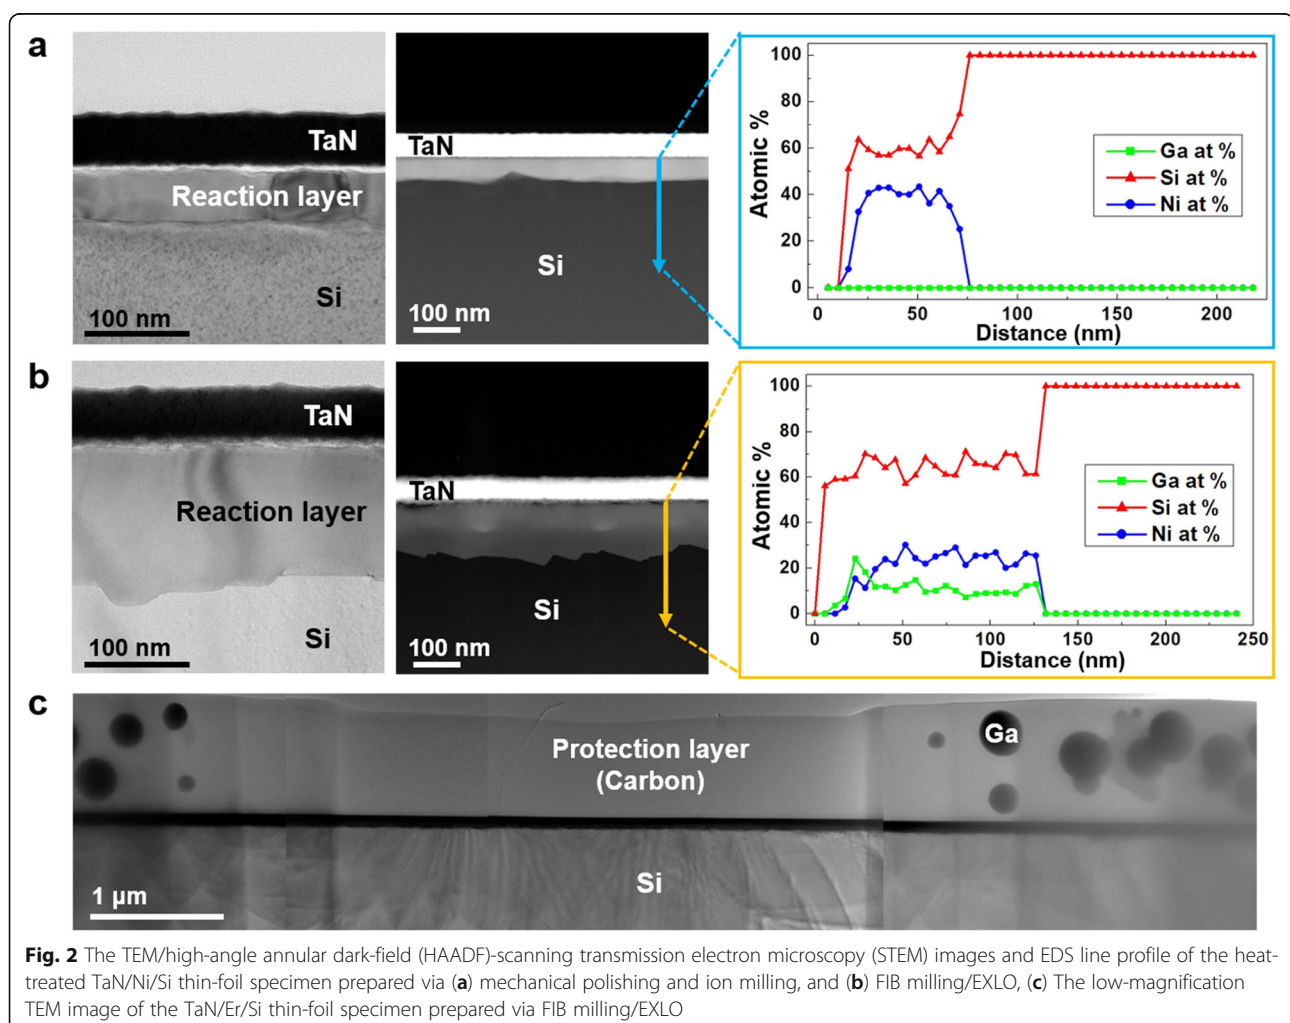 a
TaN
Reaction layer
Si
100 nm
TaN
Si
100 nm
Atomic %
100
80
60
40
20
0
Ga at %
Si at %
Ni at %
0 50 100 150 200
Distance (nm)
b
TaN
Reaction layer
Si
100 nm
TaN
Si
100 nm
Atomic %
100
80
60
40
20
0
Ga at %
Si at %
Ni at %
0 50 100 150 200 250
Distance (nm)
c
Protection layer
(Carbon)
Ga
Si
1 µm
Fig. 2 The TEM/high-angle annular dark-field (HAADF)-scanning transmission electron microscopy (STEM) images and EDS line profile of the heat-
treated TaN/Ni/Si thin-foil specimen prepared via (a) mechanical polishing and ion milling, and (b) FIB milling/EXLO, (c) The low-magnification
TEM image of the TaN/Er/Si thin-foil specimen prepared via FIB milling/EXLO